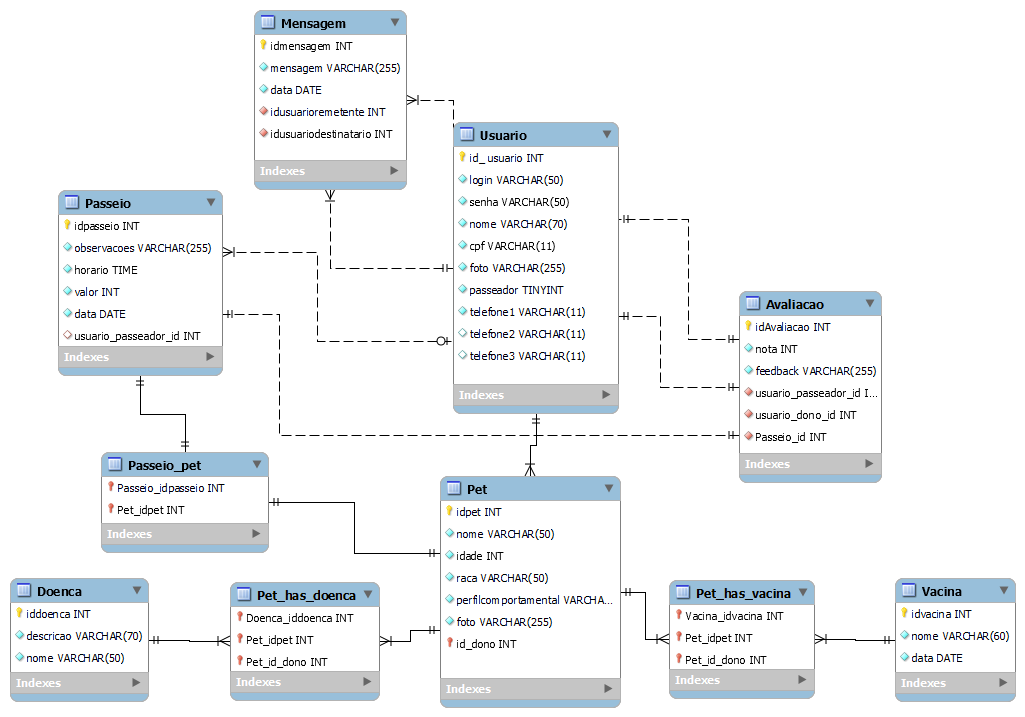 Mensagem
idmensagem INT
mensagem VARCHAR(255)
data DATE
idusuarioremetente INT
idusuariodestinatario INT
Indexes
Usuario
id_ usuario INT
login VARCHAR(50)
senha VARCHAR(50)
nome VARCHAR(70)
cpf VARCHAR(11)
foto VARCHAR(255)
passeador TINYINT
telefone1 VARCHAR(11)
telefone2 VARCHAR(11)
telefone3 VARCHAR(11)
Indexes
Passeio
idpasseio INT
observacoes VARCHAR(255)
horario TIME
valor INT
data DATE
usuario_passeador_id INT
Indexes
Avaliacao
idAvaliacao INT
nota INT
feedback VARCHAR(255)
usuario_passeador_id I...
usuario_dono_id INT
Passeio_id INT
Indexes
Passeio_pet
Passeio_idpasseio INT
Pet_idpet INT
Indexes
Pet
idpet INT
nome VARCHAR(50)
idade INT
raca VARCHAR(50)
perfilcomportamental VARCHA...
foto VARCHAR(255)
id_dono INT
Indexes
Doenca
iddoenca INT
descricao VARCHAR(70)
nome VARCHAR(50)
Indexes
Pet_has_doenca
Doenca_iddoenca INT
Pet_idpet INT
Pet_id_dono INT
Indexes
Pet_has_vacina
Vacina_idvacina INT
Pet_idpet INT
Pet_id_dono INT
Indexes
Vacina
idvacina INT
nome VARCHAR(60)
data DATE
Indexes